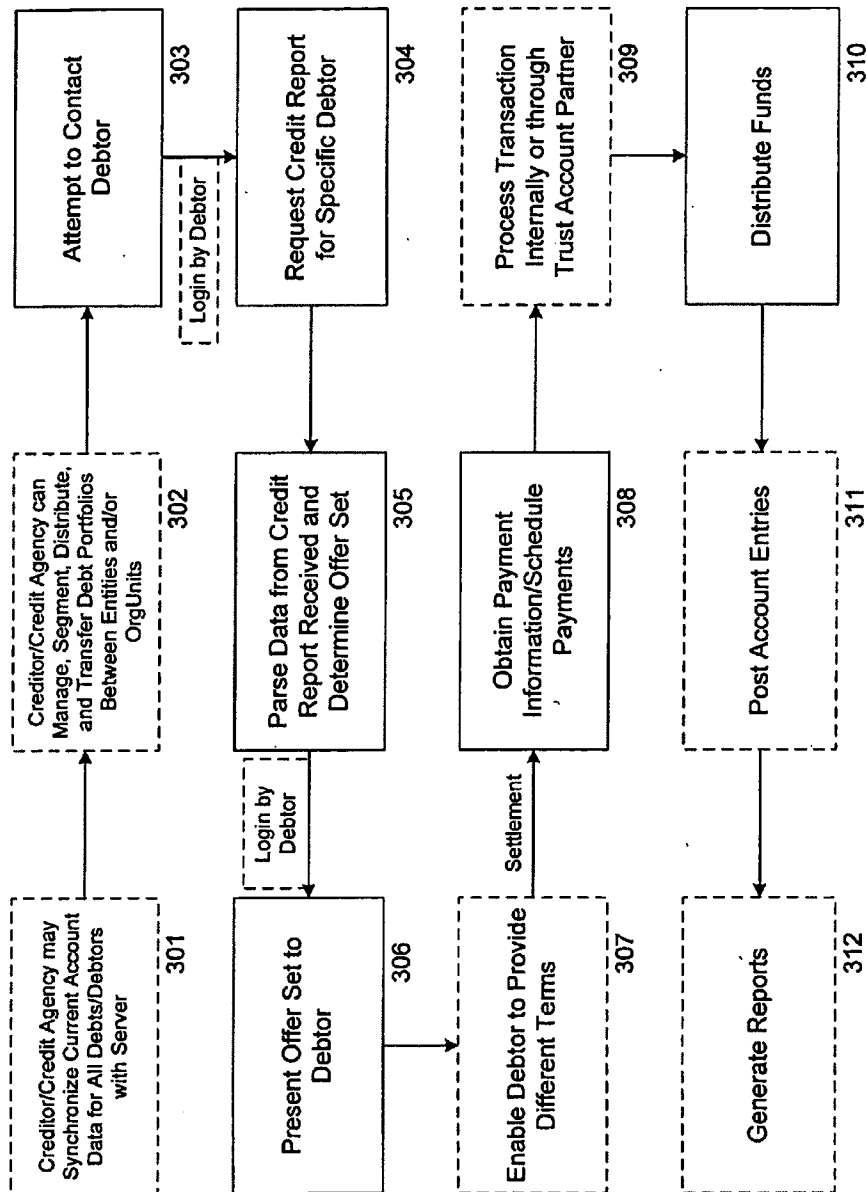 Creditor/Credit Agency may
Synchronize Current Account
Data for All Debts/Debtors
with Server
301
Creditor/Credit Agency can
Manage, Segment, Distribute,
and Transfer Debt Portfolios
Between Entities and/or
OrgUnits
302
Attempt to Contact
Debtor
303
Login by Debtor
Request Credit Report
for Specific Debtor
304
Parse Data from Credit
Report Received and
Determine Offer Set
305
Login by
Debtor
Present Offer Set to
Debtor
306
Enable Debtor to Provide
Different Terms
307
Settlement
Obtain Payment
Information/Schedule
Payments
308
Process Transaction
Internally or through
Trust Account Partner
309
Distribute Funds
310
Post Account Entries
311
Generate Reports
312